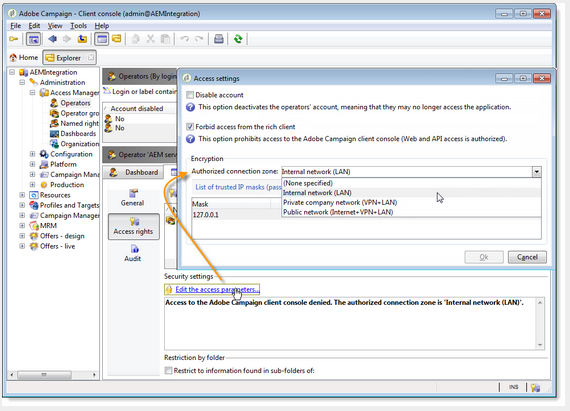 Adobe Campaign - Client console (admin@AEMIntegration)
File Edit View Tools Help
Home Explorer
AEMIntegration
Administration
Access Manager
Operators
Operator gro
Named right
Dashboards
Organization
Configuration
Platform
Campaign Mana
Production
Resources
Profiles and Targets
Campaign Manager
MRM
Offers - design
Offers - live
Operators (By login
Login or label contain
Account disabled
No
No
Operator 'AEM serv
Dashboard
General
Access rights
Audit
Access settings
Disable account
This option deactivates the operators' account, meaning that they may no longer access the application.
Forbid access from the rich client
This option prohibits access to the Adobe Campaign client console (Web and API access is authorized).
Encryption
Authorized connection zone: Internal network (LAN)
(None specified)
Internal network (LAN)
Private company network (VPN+LAN)
Public network (Internet+VPN+LAN)
List of trusted IP masks (pass
Mask
127.0.0.1
Ok Cancel
Security settings
Edit the access parameters...
Access to the Adobe Campaign client console denied. The authorized connection zone is 'Internal network (LAN)'.
Restriction by folder
Restrict to information found in sub-folders of:
INS